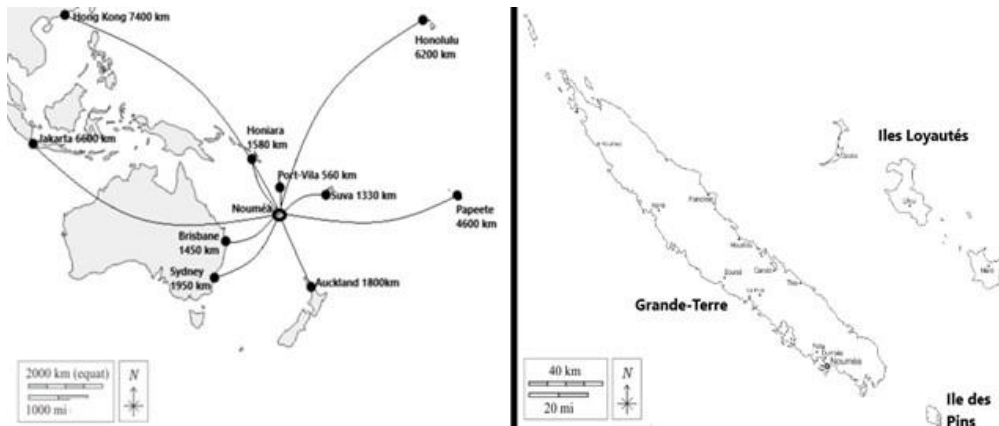 Hong Kong 7400 km
Honolulu
6200 km
Jakarta 6600 km
Honiara
1580 km
Port-Vila 560 km
Nouméa
Suva 1330 km
Papeete
4600 km
Brisbane
1450 km
Sydney
1950 km
Auckland 1800km
2000 km (equat)
1000 mi
N
Iles Loyautés
Grande-Terre
Nouméa
Ile des
Pins
40 km
20 mi
N